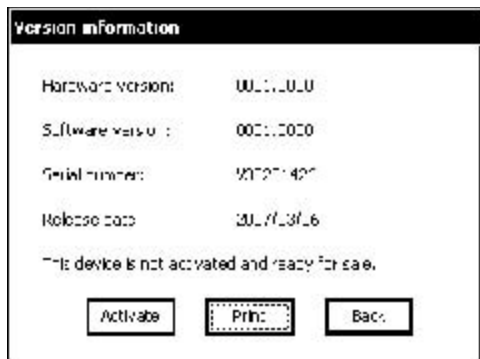 Version information
Hardware version:
Software version:
Serial number:
Release date
This device is not activated and ready for sale.
Activate Print Back